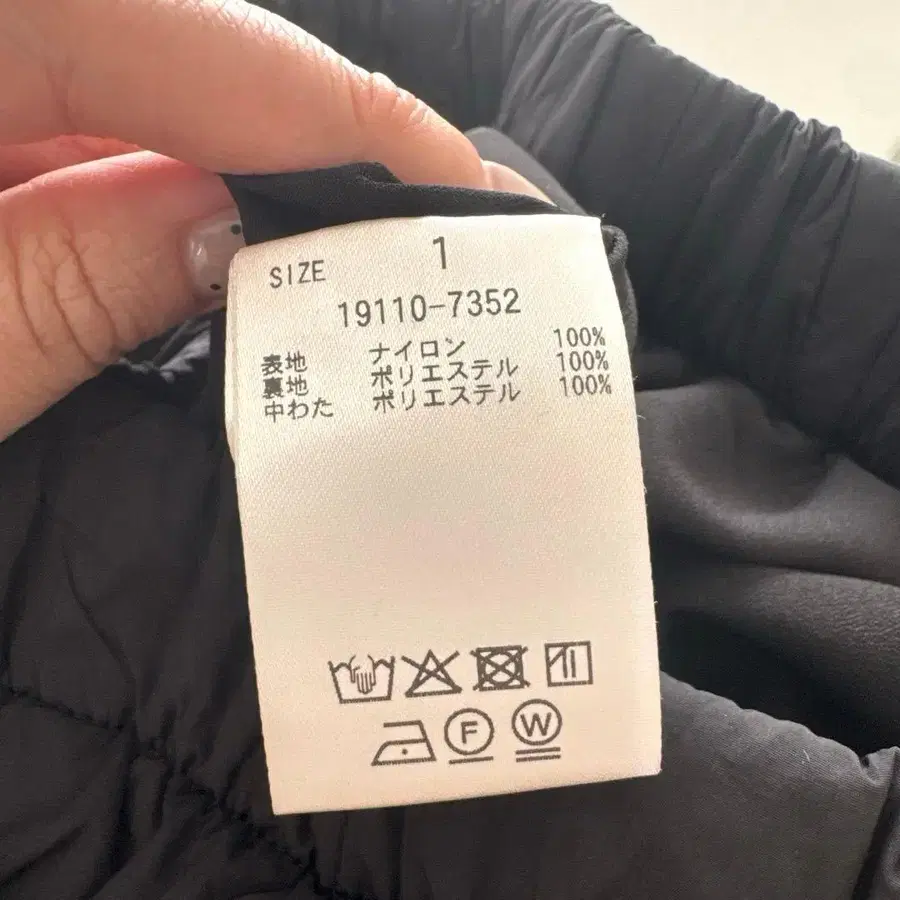 SIZE 1
19110-7352
表地 ナイロン 100%
裏地 ポリエステル 100%
中わた ポリエステル 100%
F W